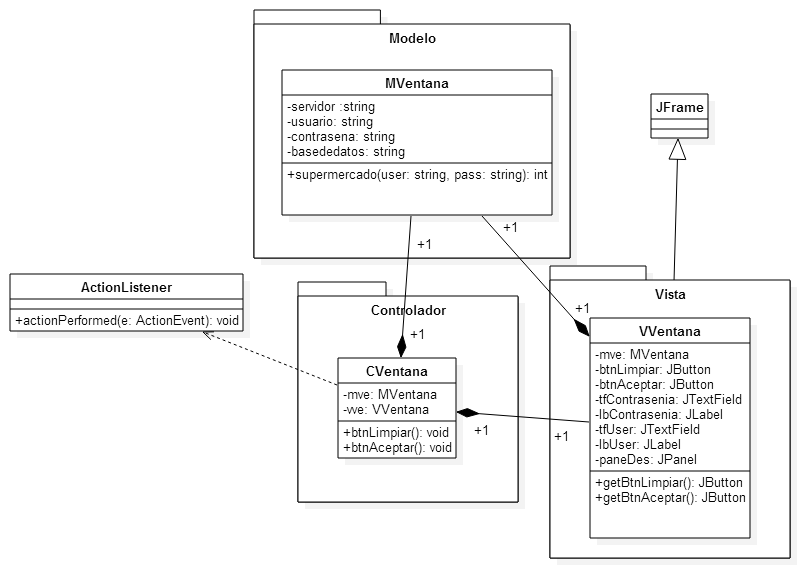 Modelo
MVentana
-servidor :string
-usuario: string
-contrasena: string
-basededatos: string
+supermercado(user: string, pass: string): int
JFrame
+1
+1
ActionListener
+actionPerformed(e: ActionEvent): void
Controlador
+1
CVentana
-mve: MVentana
-vve: VVentana
+btnLimpiar(): void
+btnAceptar(): void
+1
+1
Vista
+1
VVentana
-mve: MVentana
-btnLimpiar: JButton
-btnAceptar: JButton
-tfContrasenia: JTextField
-lbContrasenia: JLabel
-tfUser: JTextField
-lbUser: JLabel
-paneDes: JPanel
+getBtnLimpiar(): JButton
+getBtnAceptar(): JButton